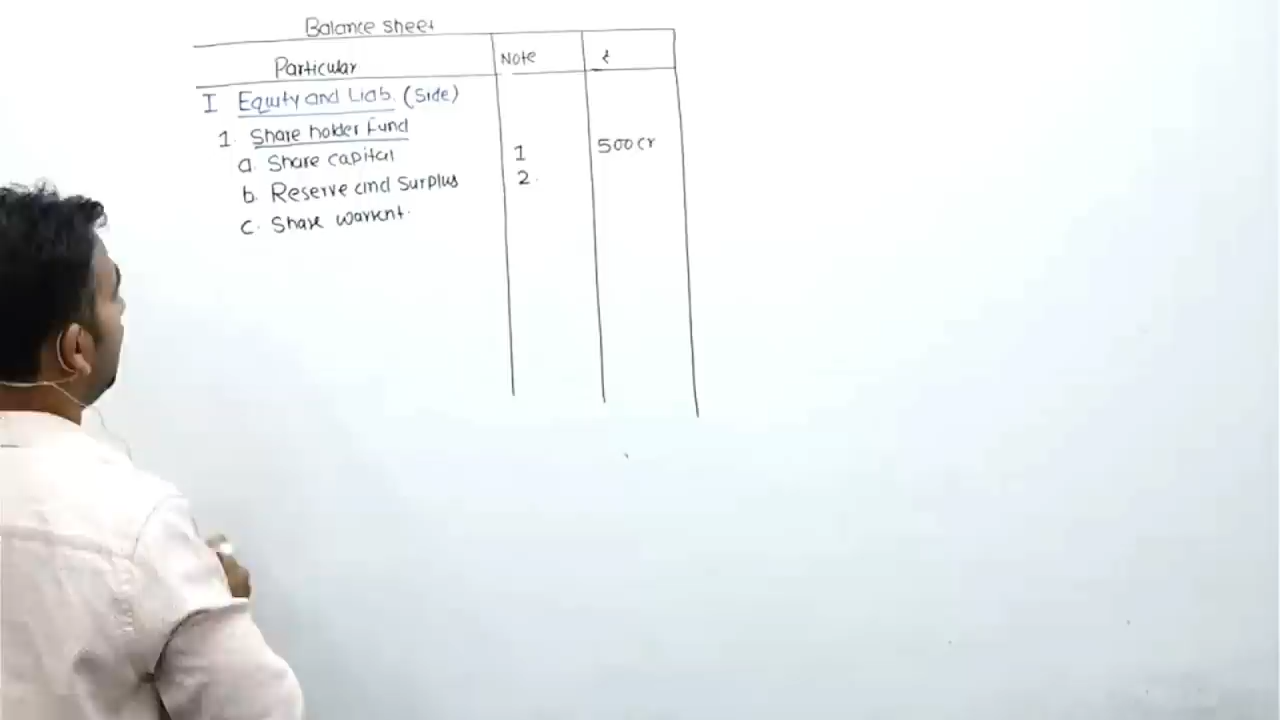 Balance sheet
Particular Note ₹
I Equity and Liab. (Side)
1. Share holder Fund
a. Share capital 1 500 Cr
b. Reserve and Surplus 2.
c. Share warrent.